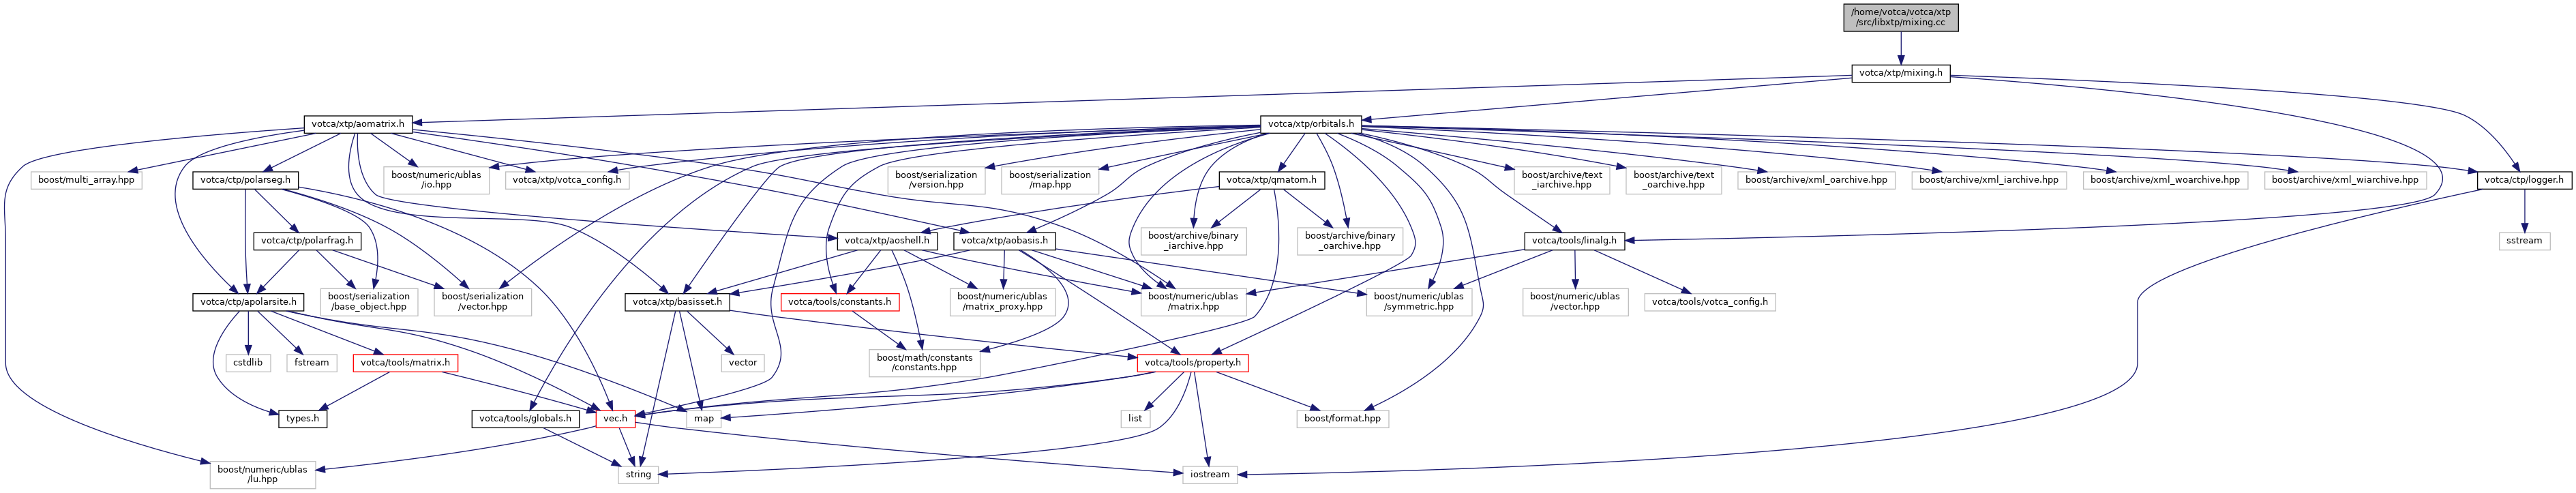 /home/votca/votca/xtp
/src/libxtp/mixing.cc
votca/xtp/mixing.h
votca/xtp/aomatrix.h
votca/xtp/orbitals.h
boost/multi_array.hpp
votca/ctp/polarseg.h
boost/numeric/ublas
/io.hpp
votca/xtp/votca_config.h
boost/serialization
/version.hpp
boost/serialization
/map.hpp
votca/xtp/qmatom.h
boost/archive/text
_iarchive.hpp
boost/archive/text
_oarchive.hpp
boost/archive/xml_oarchive.hpp
boost/archive/xml_iarchive.hpp
boost/archive/xml_woarchive.hpp
boost/archive/xml_wiarchive.hpp
votca/ctp/logger.h
votca/ctp/polarfrag.h
votca/xtp/aoshell.h
votca/xtp/aobasis.h
boost/archive/binary
_iarchive.hpp
boost/archive/binary
_oarchive.hpp
votca/tools/linalg.h
sstream
votca/ctp/apolarsite.h
boost/serialization
/base_object.hpp
boost/serialization
/vector.hpp
votca/xtp/basisset.h
votca/tools/constants.h
boost/numeric/ublas
/matrix_proxy.hpp
boost/numeric/ublas
/matrix.hpp
boost/numeric/ublas
/symmetric.hpp
boost/numeric/ublas
/vector.hpp
votca/tools/votca_config.h
cstdlib
fstream
votca/tools/matrix.h
vector
boost/math/constants
/constants.hpp
votca/tools/property.h
types.h
votca/tools/globals.h
vec.h
map
list
boost/format.hpp
boost/numeric/ublas
/lu.hpp
string
iostream